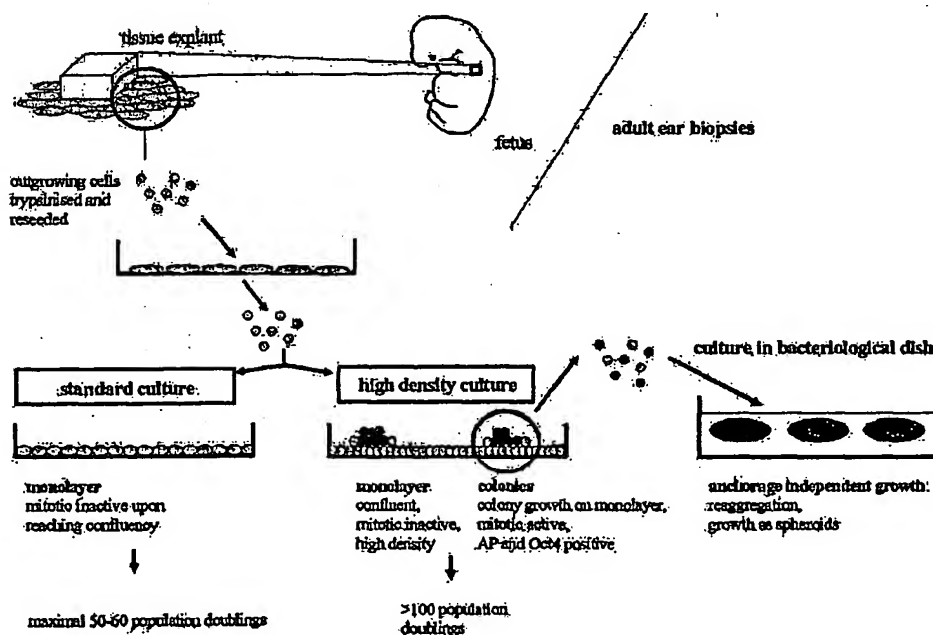 tissue explant
fetus
adult ear biopsies
outgrowing cells
trypsinised and
reseeded
standard culture
high density culture
culture in bacteriological dish
monolayer
mitotic inactive upon
reaching confluency
monolayer
confluent,
mitotic inactive,
high density
colonies
colony growth on monolayer,
mitotic active,
AP-and Oct4 positive
anchorage independent growth:
reaggregation,
growth as spheroids
maximal 50-60 population doublings
>100 population
doublings